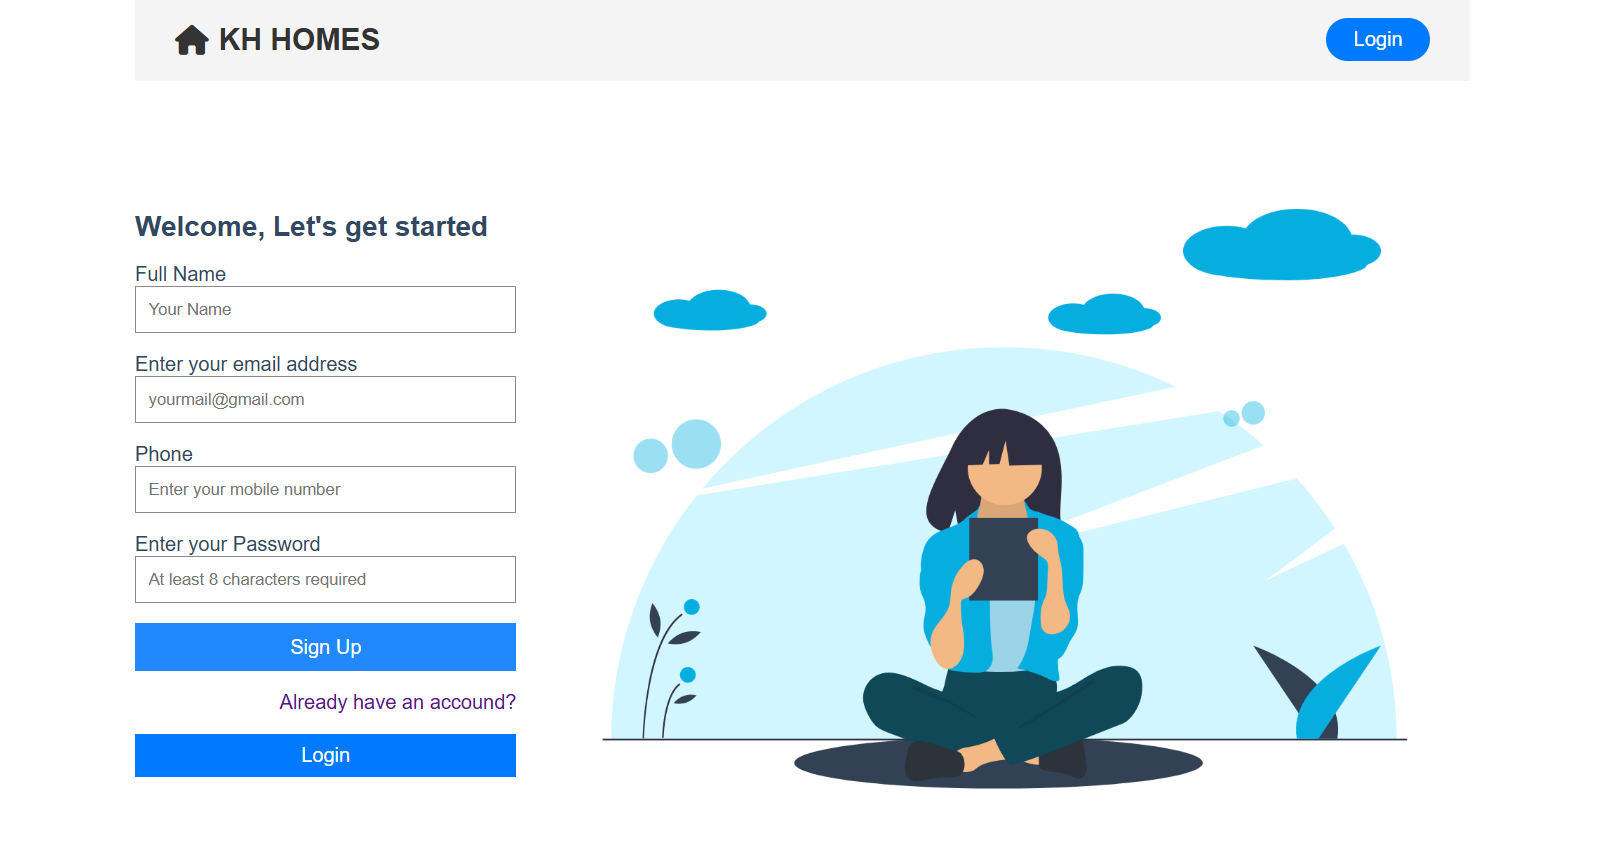 KH HOMES
Login
Welcome, Let's get started
Full Name
Your Name
Enter your email address
yourmail@gmail.com
Phone
Enter your mobile number
Enter your Password
At least 8 characters required
Sign Up
Already have an accound?
Login